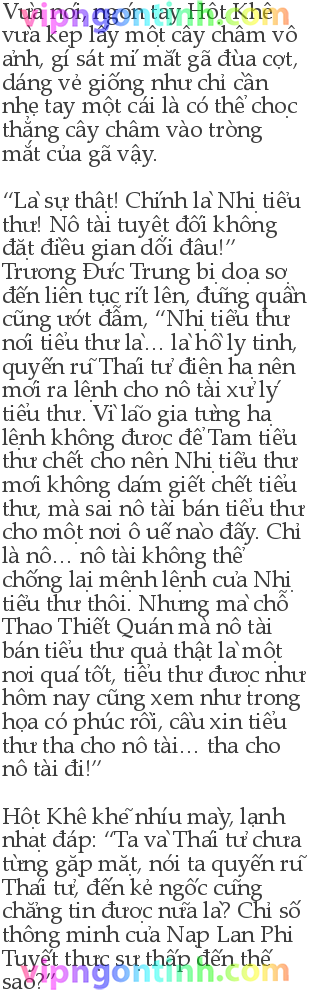 Vừa nói, ngón tay Hột Khê
vipngontinh.com
vừa kẹp lấy một cây châm vô
ảnh, gí sát mí mắt gã đùa cợt,
dáng vẻ giống như chỉ cần
nhẹ tay một cái là có thể chọc
thẳng cây châm vào tròng
mắt của gã vậy.

“Là sự thật! Chính là Nhị tiểu
thư! Nô tài tuyệt đối không
đặt điều gian dối đâu!”
Trương Đức Trung bị dọa sợ
đến liên tục rít lên, đũng quần
cũng ướt đẫm, “Nhị tiểu thư
nói tiểu thư là... là hồ ly tinh,
quyến rũ Thái tử điện hạ nên
mới ra lệnh cho nô tài xử lý
tiểu thư. Vì lão gia từng hạ
lệnh không được để Tam tiểu
thư chết cho nên Nhị tiểu thư
mới không dám giết chết tiểu
thư, mà sai nô tài bán tiểu thư
cho một nơi ô uế nào đấy. Chỉ
là nô... nô tài không thể
chống lại mệnh lệnh của Nhị
tiểu thư thôi. Nhưng mà chỗ
Thao Thiết Quán mà nô tài
bán tiểu thư quả thật là một
nơi quá tốt, tiểu thư được như
hôm nay cũng xem như trong
họa có phúc rồi, cầu xin tiểu
thư tha cho nô tài... tha cho
nô tài đi!”

Hột Khê khẽ nhíu mày, lạnh
nhạt đáp: “Ta và Thái tử chưa
từng gặp mặt, nói ta quyến rũ
Thái tử, đến kẻ ngốc cũng
chẳng tin được nữa là? Chỉ số
thông minh của Nạp Lan Phi
Tuyết thực sự thấp đến thế
vipngontinh.com
sao?”